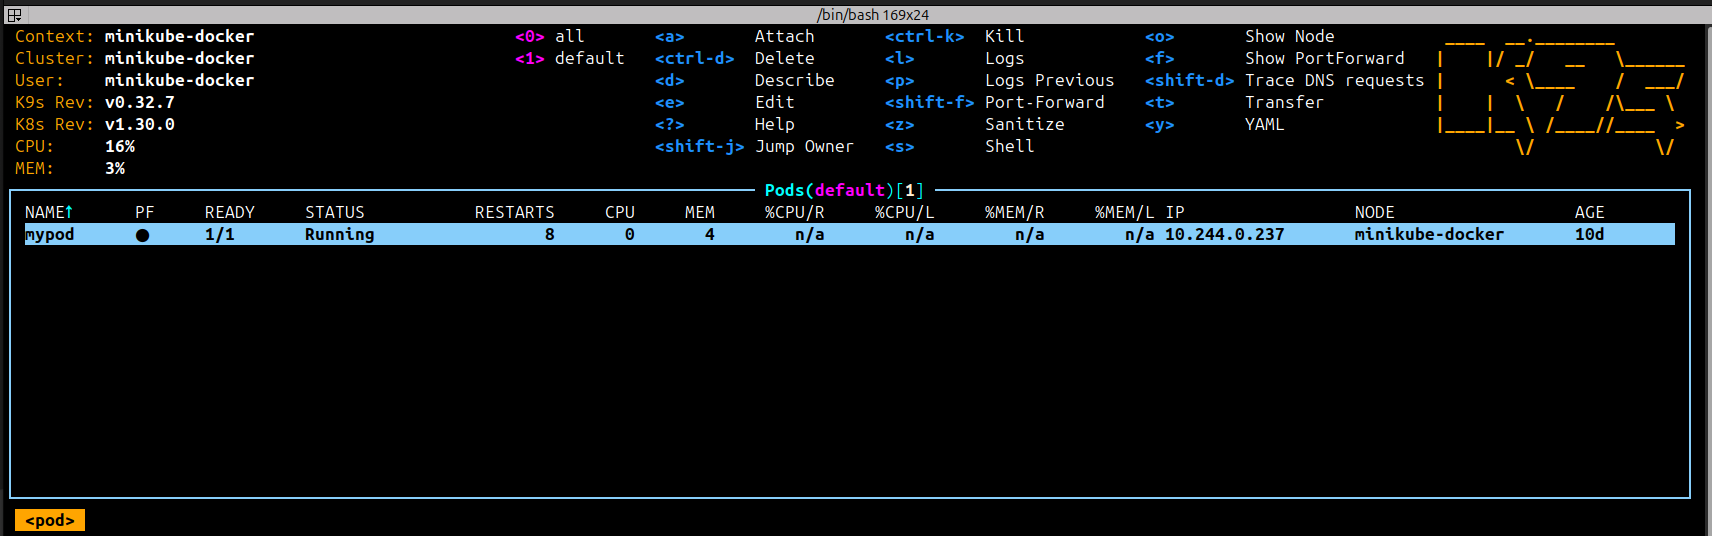 /bin/bash 169x24
Context: minikube-docker <0> all <a> Attach <ctrl-k> Kill <o> Show Node
Cluster: minikube-docker <1> default <ctrl-d> Delete <l> Logs <f> Show PortForward
User: minikube-docker <d> Describe <p> Logs Previous <shift-d> Trace DNS requests
K9s Rev: v0.32.7 <e> Edit <shift-f> Port-Forward <t> Transfer
K8s Rev: v1.30.0 <?> Help <z> Sanitize <y> YAML
CPU: 16% <shift-j> Jump Owner <s> Shell
MEM: 3%
K9s
Pods(default)[1]
NAME↑ PF READY STATUS RESTARTS CPU MEM %CPU/R %CPU/L %MEM/R %MEM/L IP NODE AGE
mypod ● 1/1 Running 8 0 4 n/a n/a n/a n/a 10.244.0.237 minikube-docker 10d
<pod>